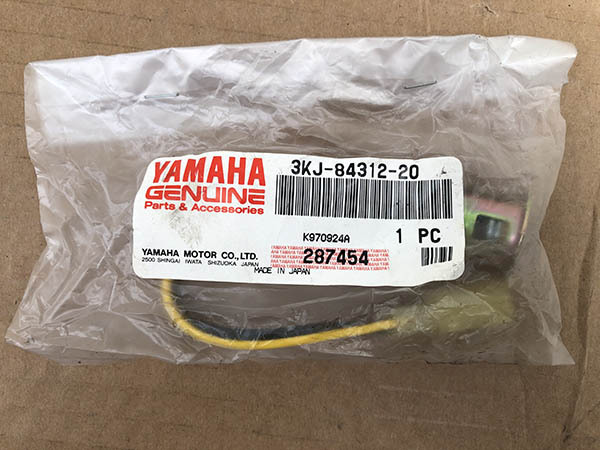 YAMAHA
GENUINE
Parts & Accessories
3KJ-84312-20
K970924A
1 PC
YAMAHA MOTOR CO., LTD.
2500 SHINGAI IWATA SHIZUOKA JAPAN
287454
MADE IN JAPAN